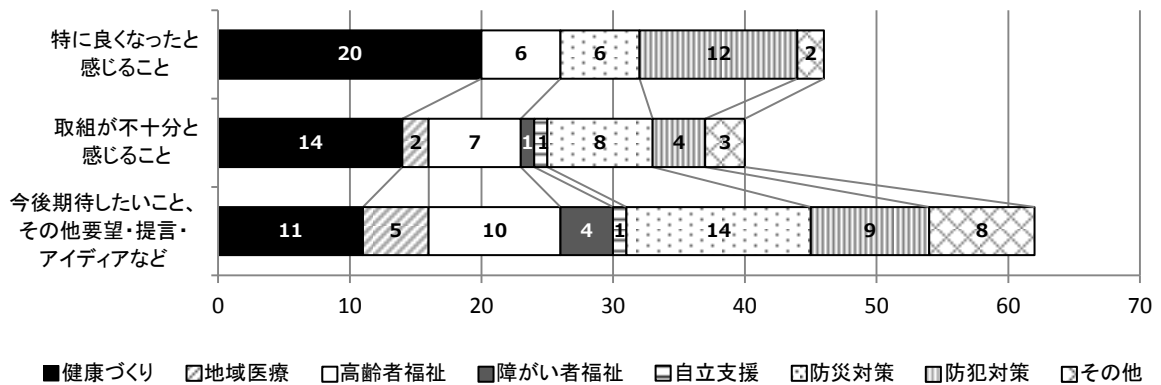 特に良くなったと
感じること
20 6 6 12 2
取組が不十分と
感じること
14 2 7 1 1 8 4 3
今後期待したいこと、
その他要望・提言・
アイディアなど
11 5 10 4 1 14 9 8
0 10 20 30 40 50 60 70
健康づくり 地域医療 高齢者福祉 障がい者福祉 自立支援 防災対策 防犯対策 その他